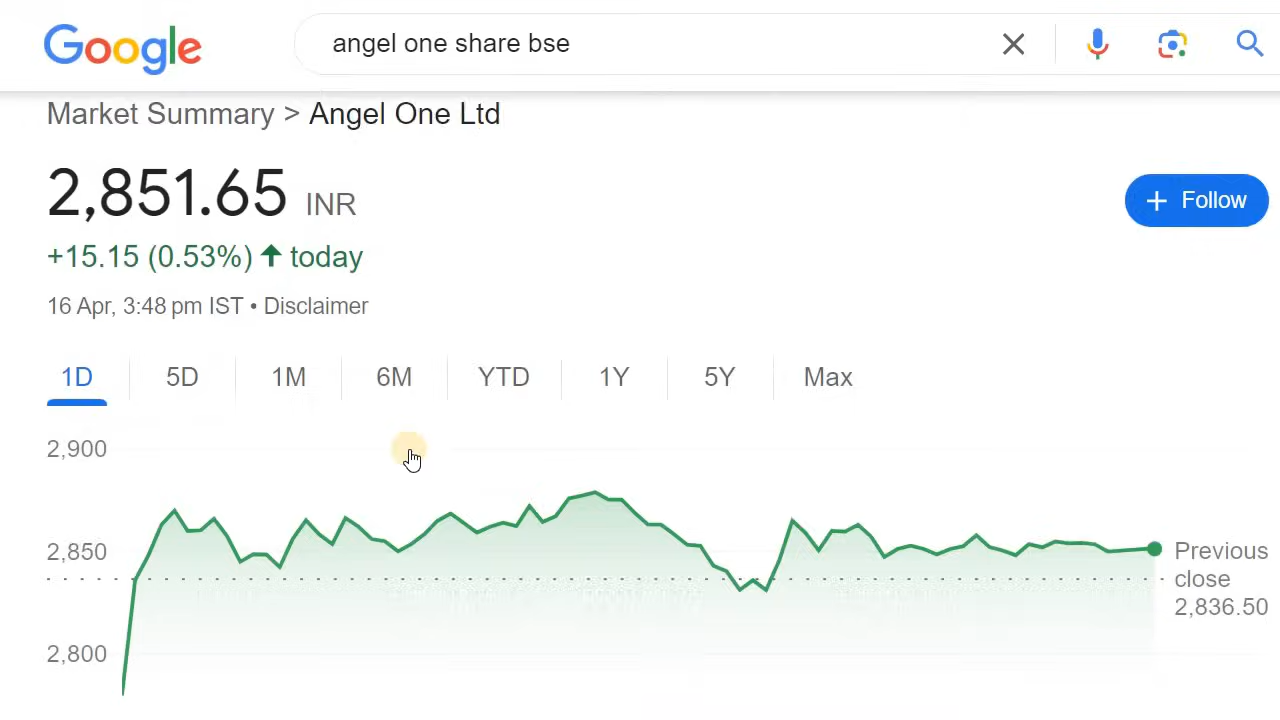 Google
angel one share bse
Market Summary > Angel One Ltd
2,851.65 INR
+ Follow
+15.15 (0.53%) ↑ today
16 Apr, 3:48 pm IST • Disclaimer
1D 5D 1M 6M YTD 1Y 5Y Max
2,900
2,850
2,800
Previous
close
2,836.50